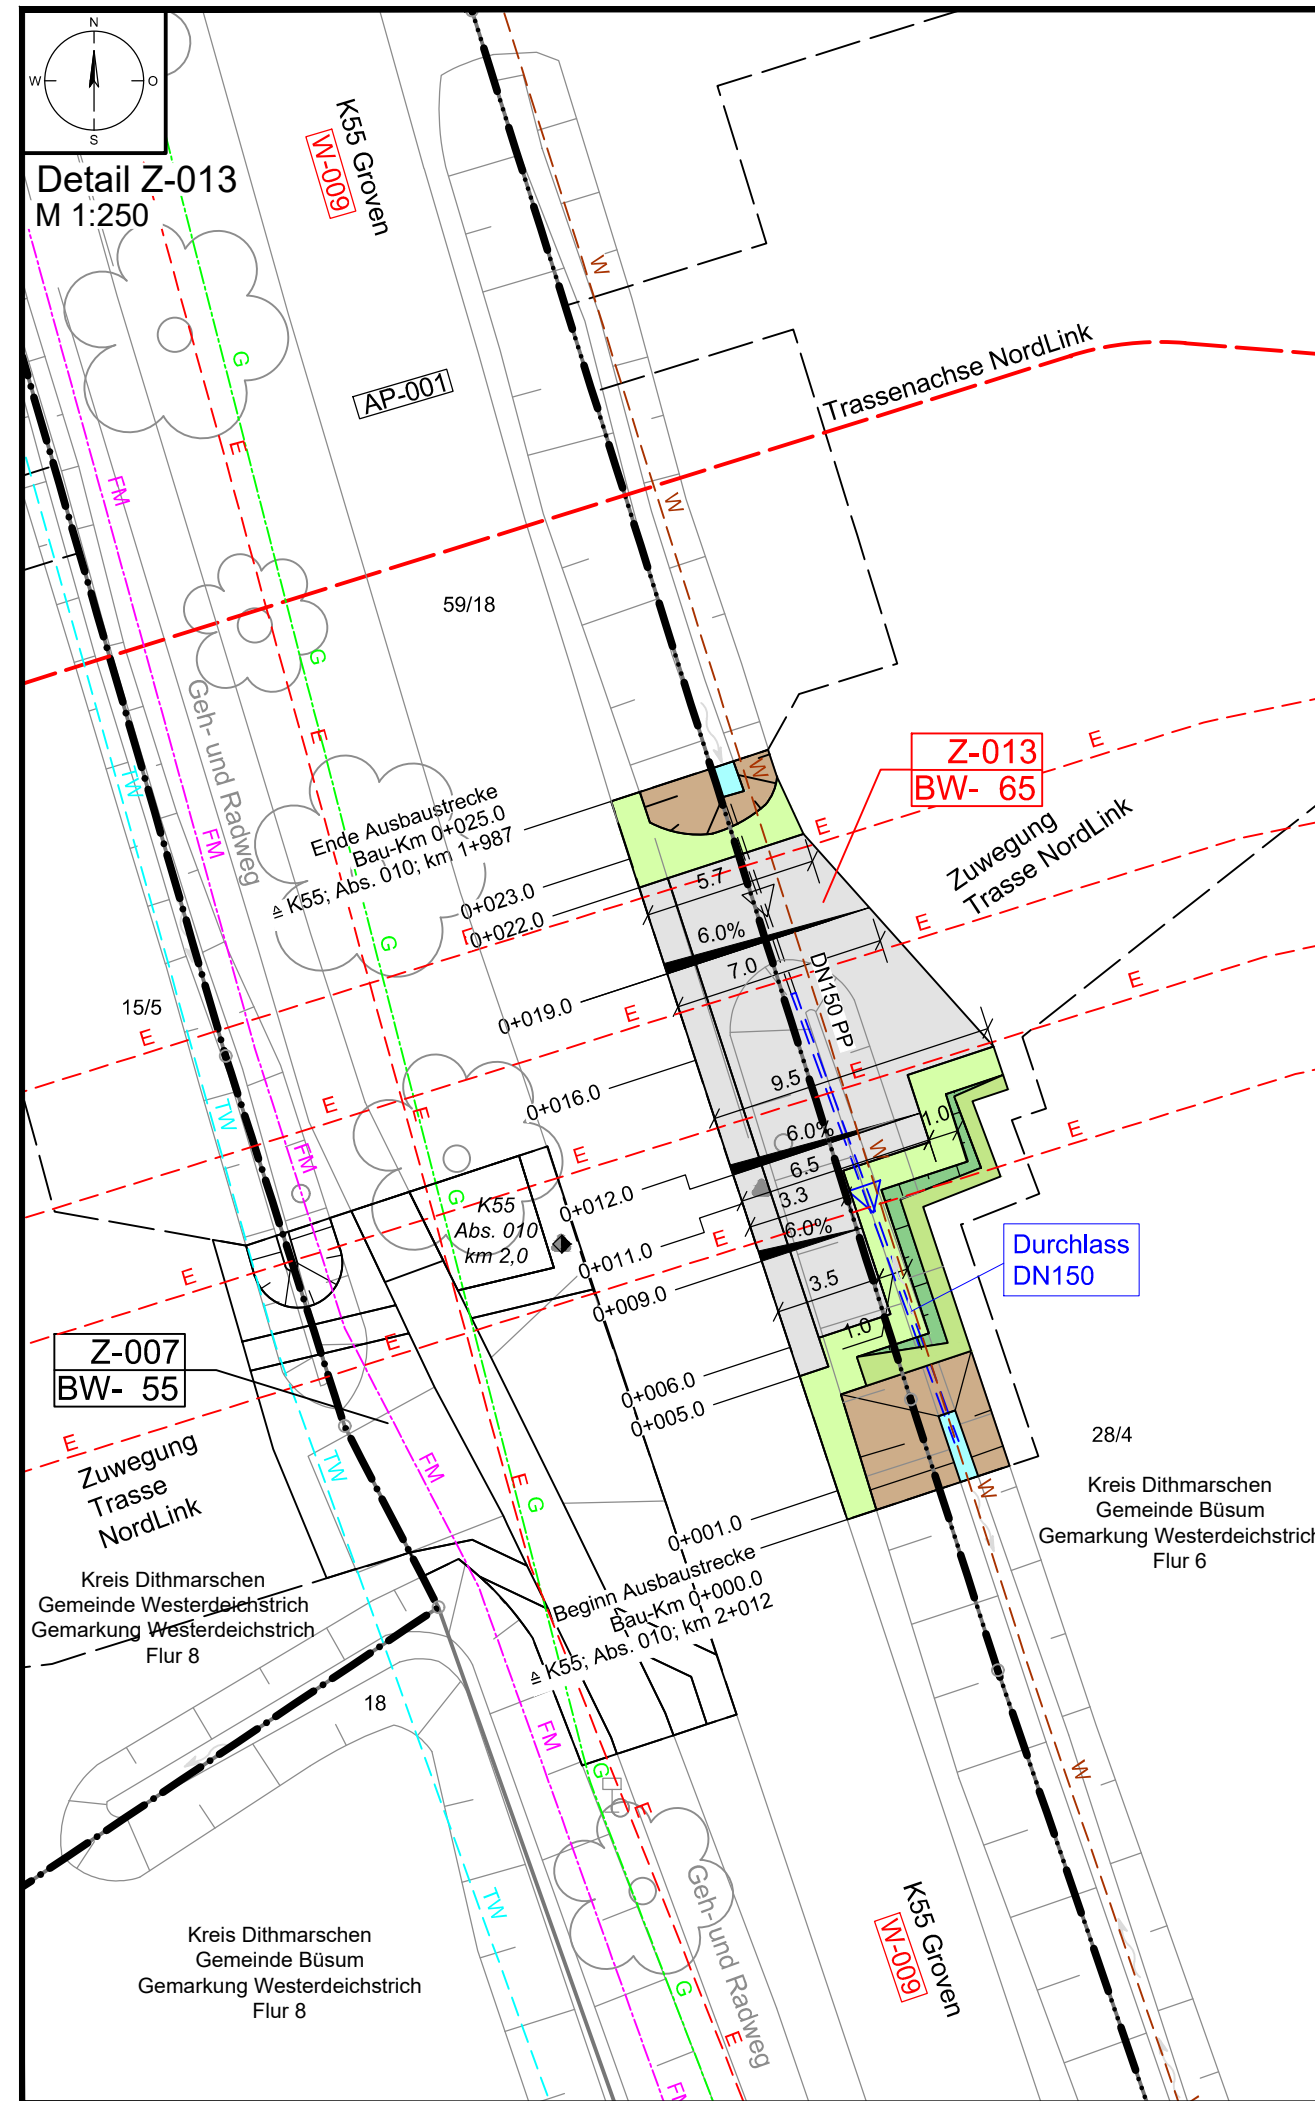 N
W
O
S
Detail Z-013
M 1:250
K55 Groven
W-009
W
G
AP-001
Trassenachse NordLink
E
FM
W
59/18
G
Geh- und Radweg
E
TW
W
E
Z-013
BW- 65
Ende Ausbaustrecke
Bau-Km 0+025.0
≙ K55; Abs. 010; km 1+987
FM
E
Zuwegung
Trasse NordLink
5.7
0+023.0
0+022.0
E
G
6.0%
7.0
DN150 PP
E
E
15/5
E
0+019.0
E
9.5
E
0+016.0
E
TW
E
1.0
6.0%
W
E
FM
E
6.5
3.3
6.0%
G
K55
Abs. 010
km 2,0
0+012.0
0+011.0
0+009.0
E
E
Durchlass
DN150
3.5
1.0
E
Z-007
BW- 55
0+006.0
0+005.0
28/4
E
Zuwegung
Trasse
NordLink
TW
FM
E
G
W
Kreis Dithmarschen
Gemeinde Büsum
Gemarkung Westerdeichstrich
Flur 6
0+001.0
Beginn Ausbaustrecke
Bau-Km 0+000.0
≙ K55; Abs. 010; km 2+012
Kreis Dithmarschen
Gemeinde Westerdeichstrich
Gemarkung Westerdeichstrich
Flur 8
18
FM
G
E
W
Geh- und Radweg
TW
K55 Groven
W-009
Kreis Dithmarschen
Gemeinde Büsum
Gemarkung Westerdeichstrich
Flur 8
G
E
FM